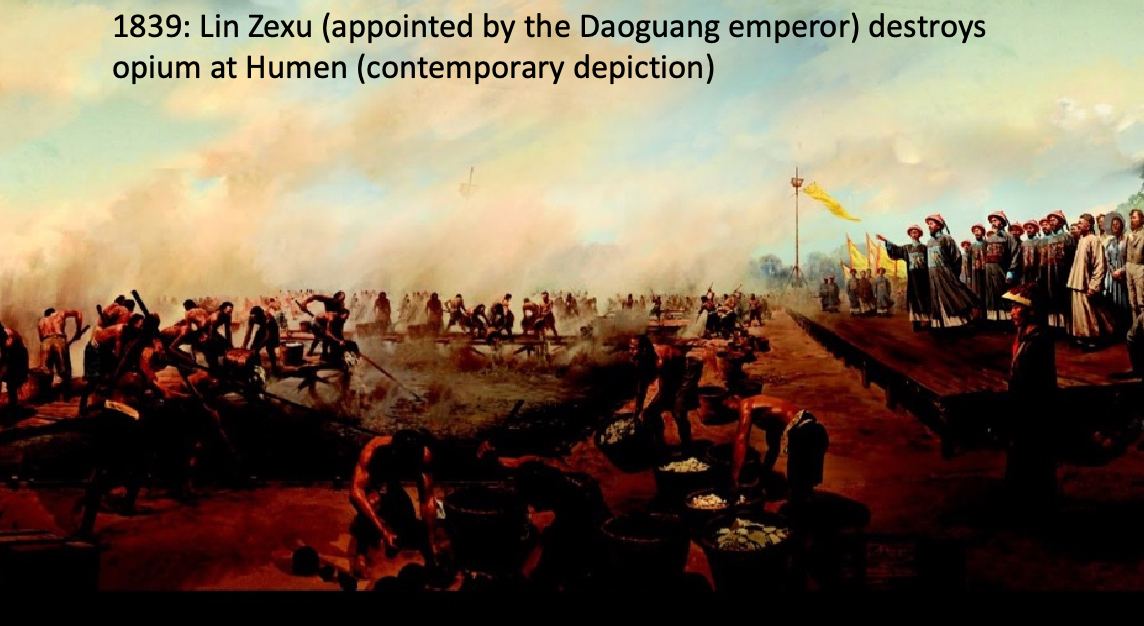 1839: Lin Zexu (appointed by the Daoguang emperor) destroys
opium at Humen (contemporary depiction)